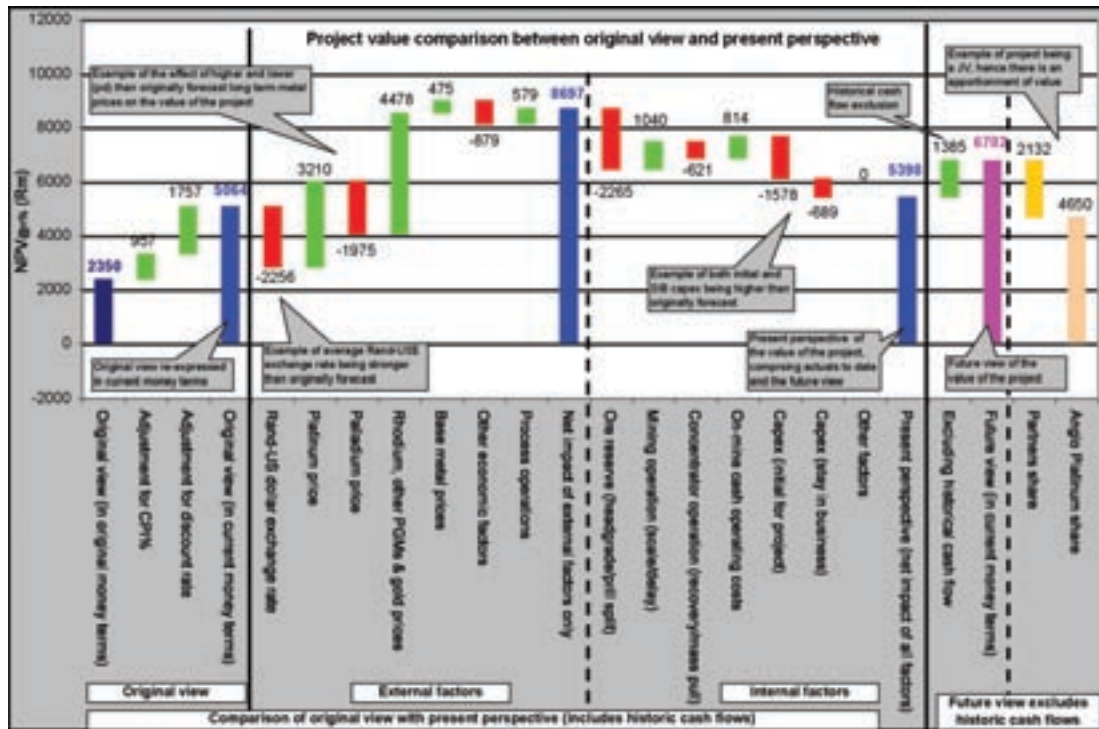 Project value comparison between original view and present perspective
12000
10000
8000
6000
4000
2000
0
-2000
Example of the effect of higher and lower
(pd) then originally forecast long term metal
prices on the value of the project
Example of project being
a JV, hence there is an
apportionment of value
Historical cash
flow exclusion
2350
957
1757
5064
-2256
3210
-1975
4478
475
-879
579
8697
-2265
1040
-621
814
-1578
-689
0
5398
1385
2132
4650
Original view re-expressed
in current money terms
Example of average Rand-US$
exchange rate being stronger
than originally forecast
Example of both initial and
SIB capex being higher than
originally forecast
Present perspective of
the value of the project,
comprising actuals to date
and the future view
Future view of the
value of the project
Original view (in original money terms)
Adjustment for CPI%
Adjustment for discount rate
Original view (in current money terms)
Rand-US dollar exchange rate
Platinum price
Palladium price
Rhodium, other PGMs & gold prices
Base metal prices
Other economic factors
Process operations
Net impact of external factors only
Ore reserve (headgrade/prill split)
Mining operation (scale/delay)
Concentrator operation (recovery/mass pull)
On-mine cash operating costs
Capex (initial for project)
Capex (stay in business)
Other factors
Present perspective (net impact of all factors)
Excluding historical cash flow
Future view (in current money terms)
Partners share
Anglo Platinum share
Original view
External factors
Internal factors
Comparison of original view with present perspective (includes historic cash flows)
Future view excludes
historic cash flows